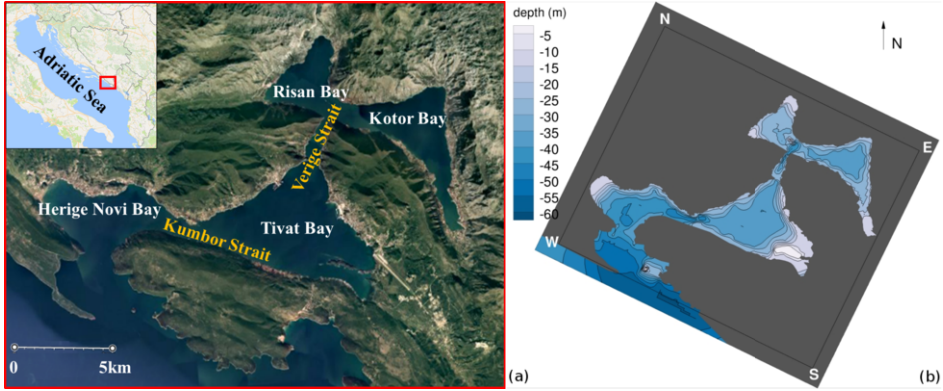 Adriatic Sea
Risan Bay
Kotor Bay
Verige Strait
Herige Novi Bay
Kumbor Strait
Tivat Bay
0 5km
(a)
depth (m)
-5
-10
-15
-20
-25
-30
-35
-40
-45
-50
-55
-60
N
N
E
W
S
(b)